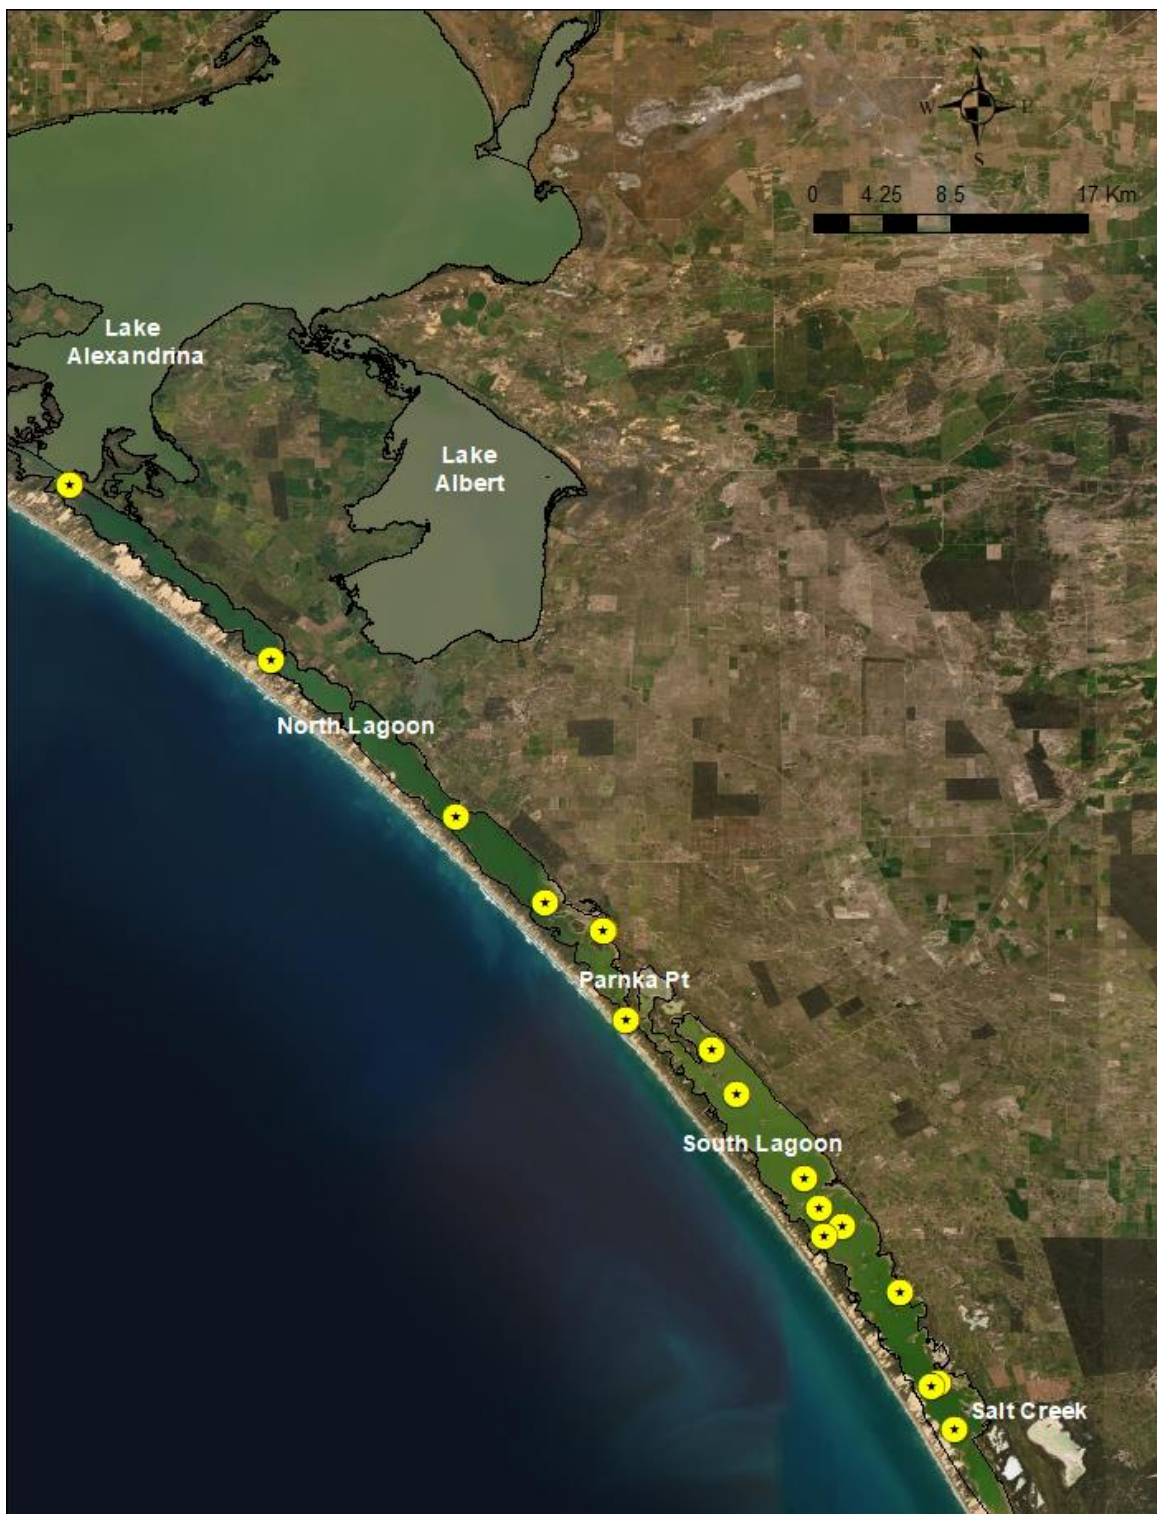 N
W E
S
0 4.25 8.5 17 Km
Lake
Alexandrina
Lake
Albert
North Lagoon
Parnka Pt
South Lagoon
Salt Creek